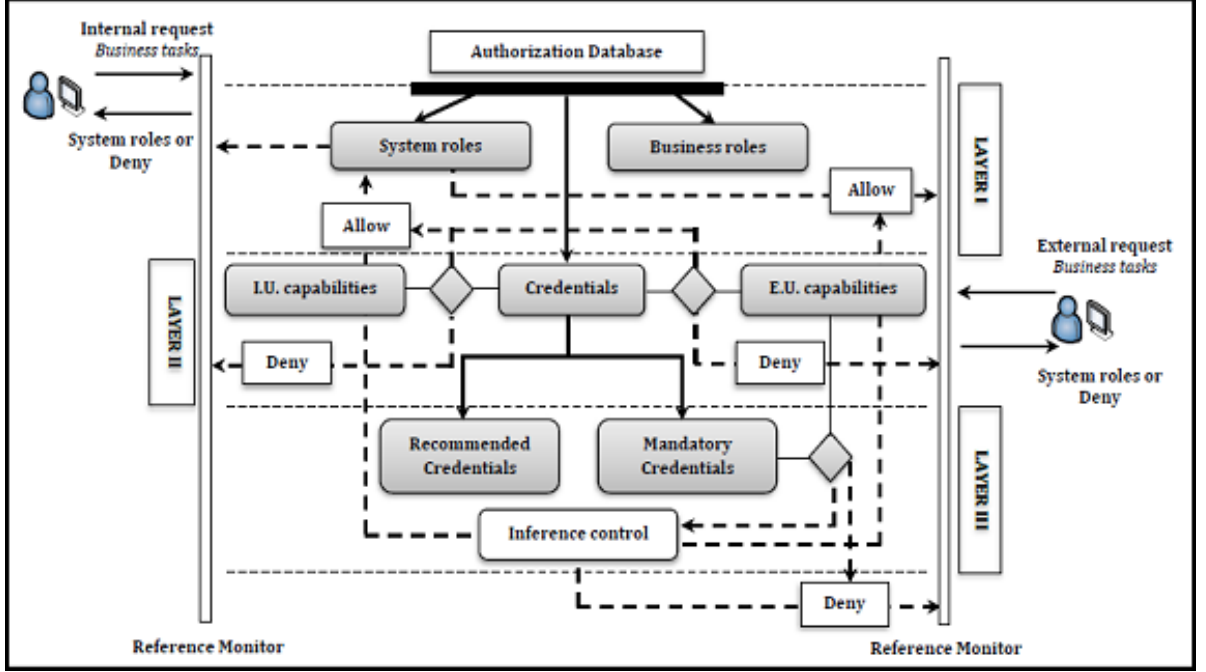 Internal request
Business tasks
Authorization Database
System roles or
Deny
System roles
Business roles
LAYER I
Allow
Allow
External request
Business tasks
I.U. capabilities
Credentials
E.U. capabilities
LAYER II
Deny
Deny
System roles or
Deny
Recommended
Credentials
Mandatory
Credentials
LAYER III
Inference control
Deny
Reference Monitor
Reference Monitor